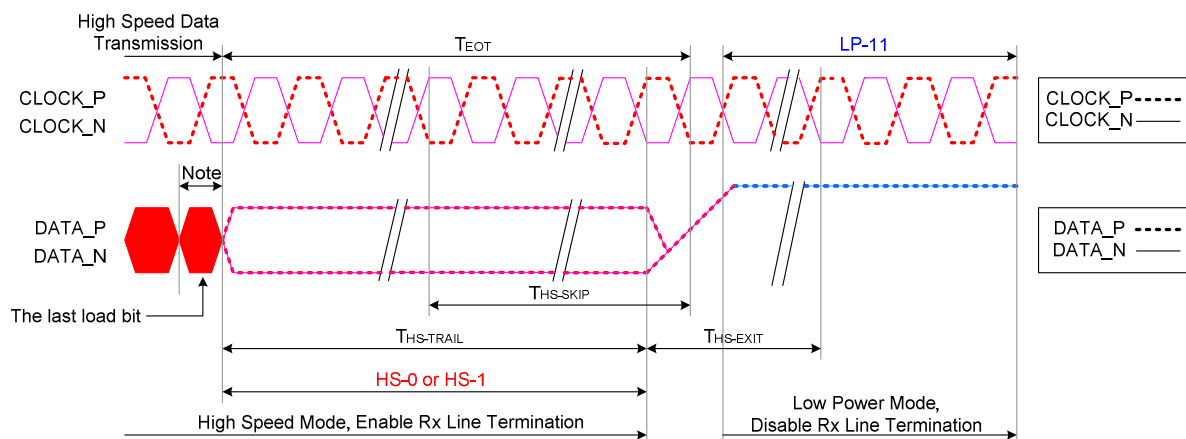 High Speed Data
Transmission
TEOT
LP-11
CLOCK_P
CLOCK_N
CLOCK_P
CLOCK_N
Note
DATA_P
DATA_N
DATA_P
DATA_N
The last load bit
THS-SKIP
THS-TRAIL
THS-EXIT
HS-0 or HS-1
High Speed Mode, Enable Rx Line Termination
Low Power Mode,
Disable Rx Line Termination